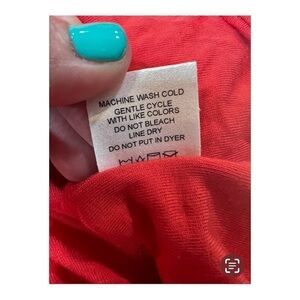 MACHINE WASH COLD
GENTLE CYCLE
WITH LIKE COLORS
DO NOT BLEACH
LINE DRY
DO NOT PUT IN DYER